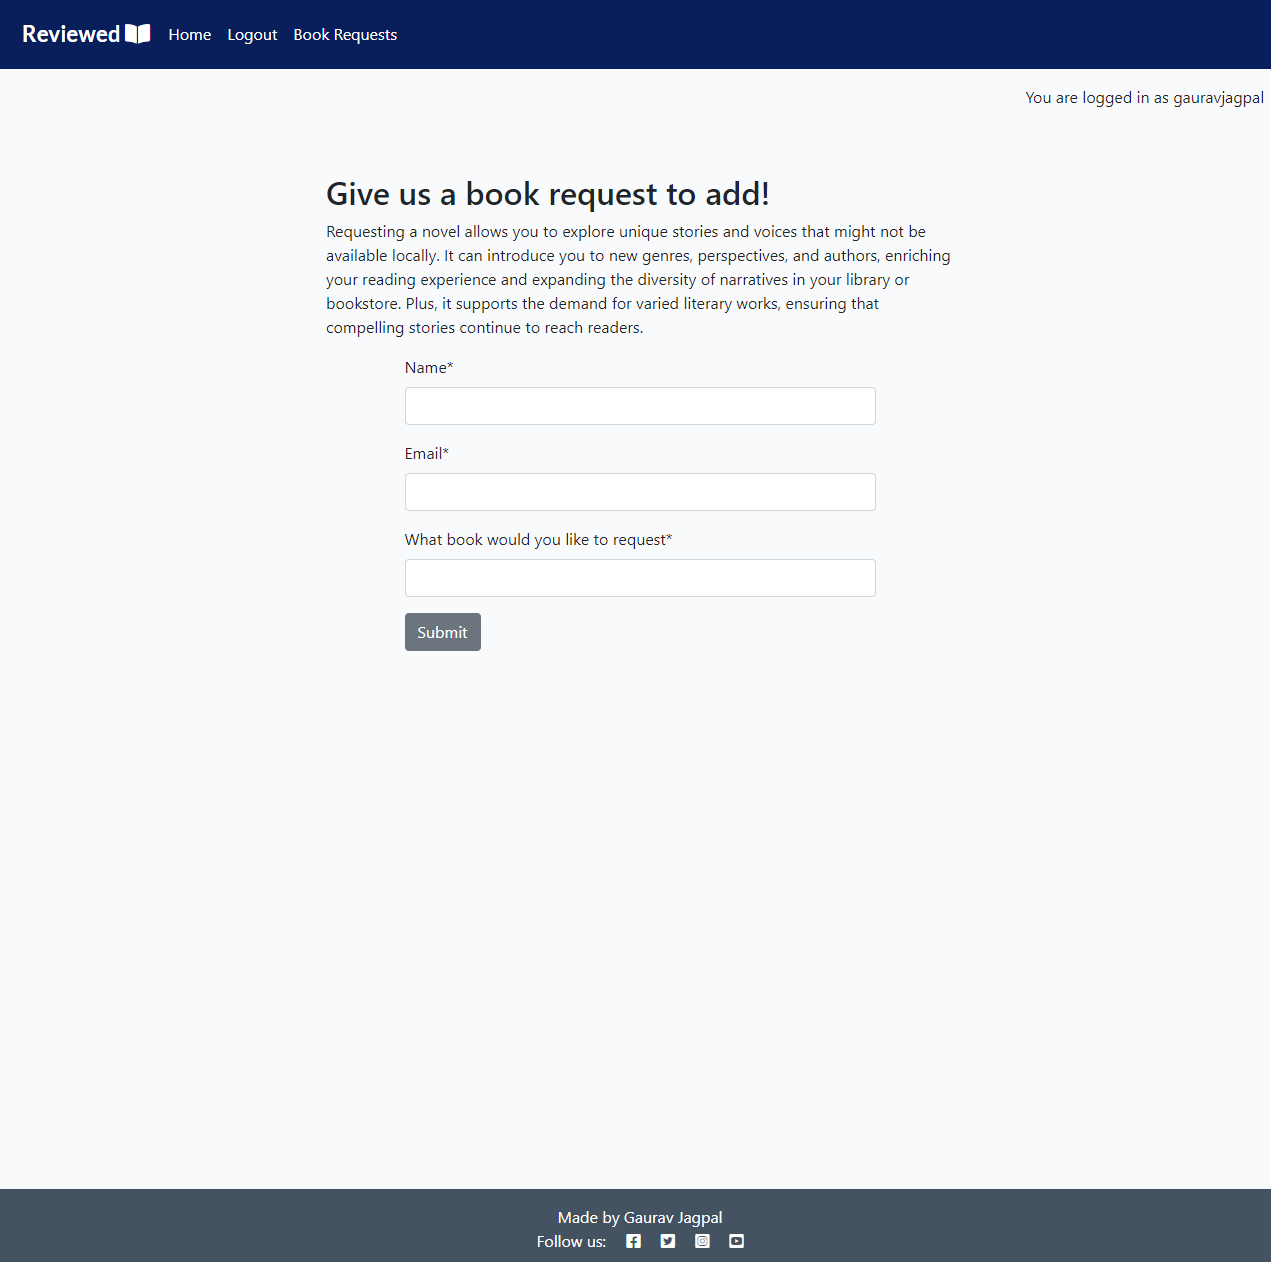 Reviewed
Home
Logout
Book Requests
You are logged in as gauravjagpal
Give us a book request to add!
Requesting a novel allows you to explore unique stories and voices that might not be
available locally. It can introduce you to new genres, perspectives, and authors, enriching
your reading experience and expanding the diversity of narratives in your library or
bookstore. Plus, it supports the demand for varied literary works, ensuring that
compelling stories continue to reach readers.
Name*
Email*
What book would you like to request*
Submit
Made by Gaurav Jagpal
Follow us: